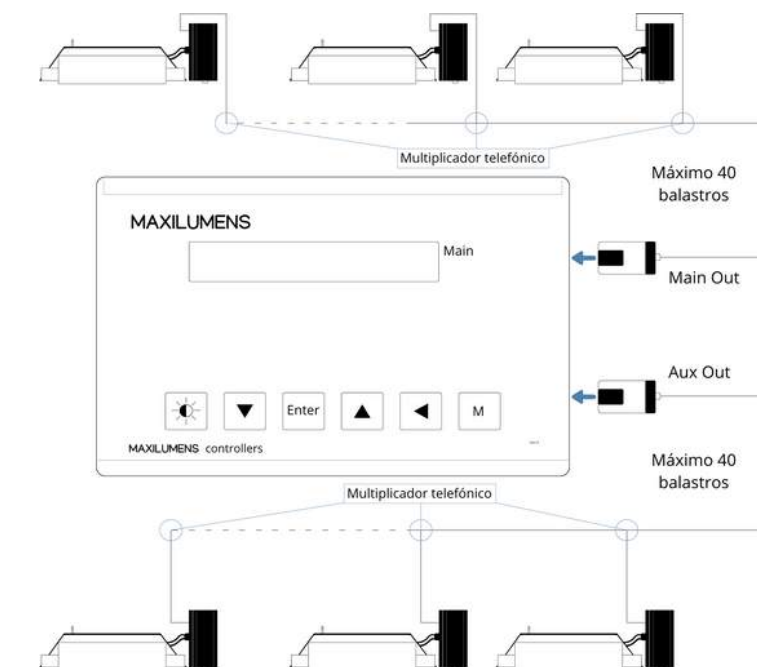 Multiplicador telefónico
Máximo 40
balastros
MAXILUMENS
Main
Main Out
Aux Out
Enter
M
MAXILUMENS controllers
Máximo 40
balastros
Multiplicador telefónico